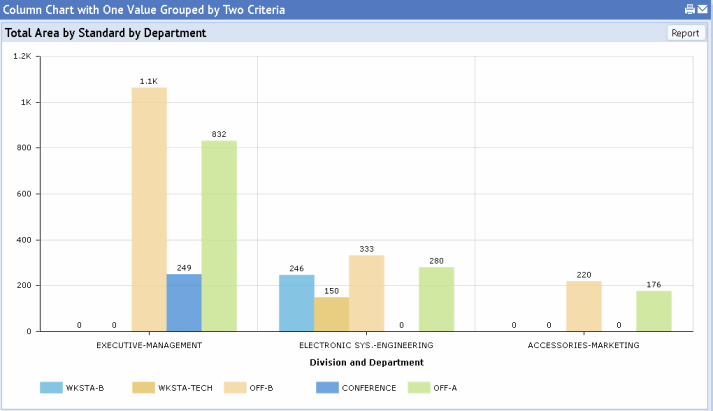 Column Chart with One Value Grouped by Two Criteria
Total Area by Standard by Department
Report
1.2K
1K
800
600
400
200
0
0 0 1.1K 249 832
246 150 333 0 280
0 0 220 0 176
EXECUTIVE-MANAGEMENT ELECTRONIC SYS.-ENGINEERING ACCESSORIES-MARKETING
Division and Department
WKSTA-B WKSTA-TECH OFF-B CONFERENCE OFF-A